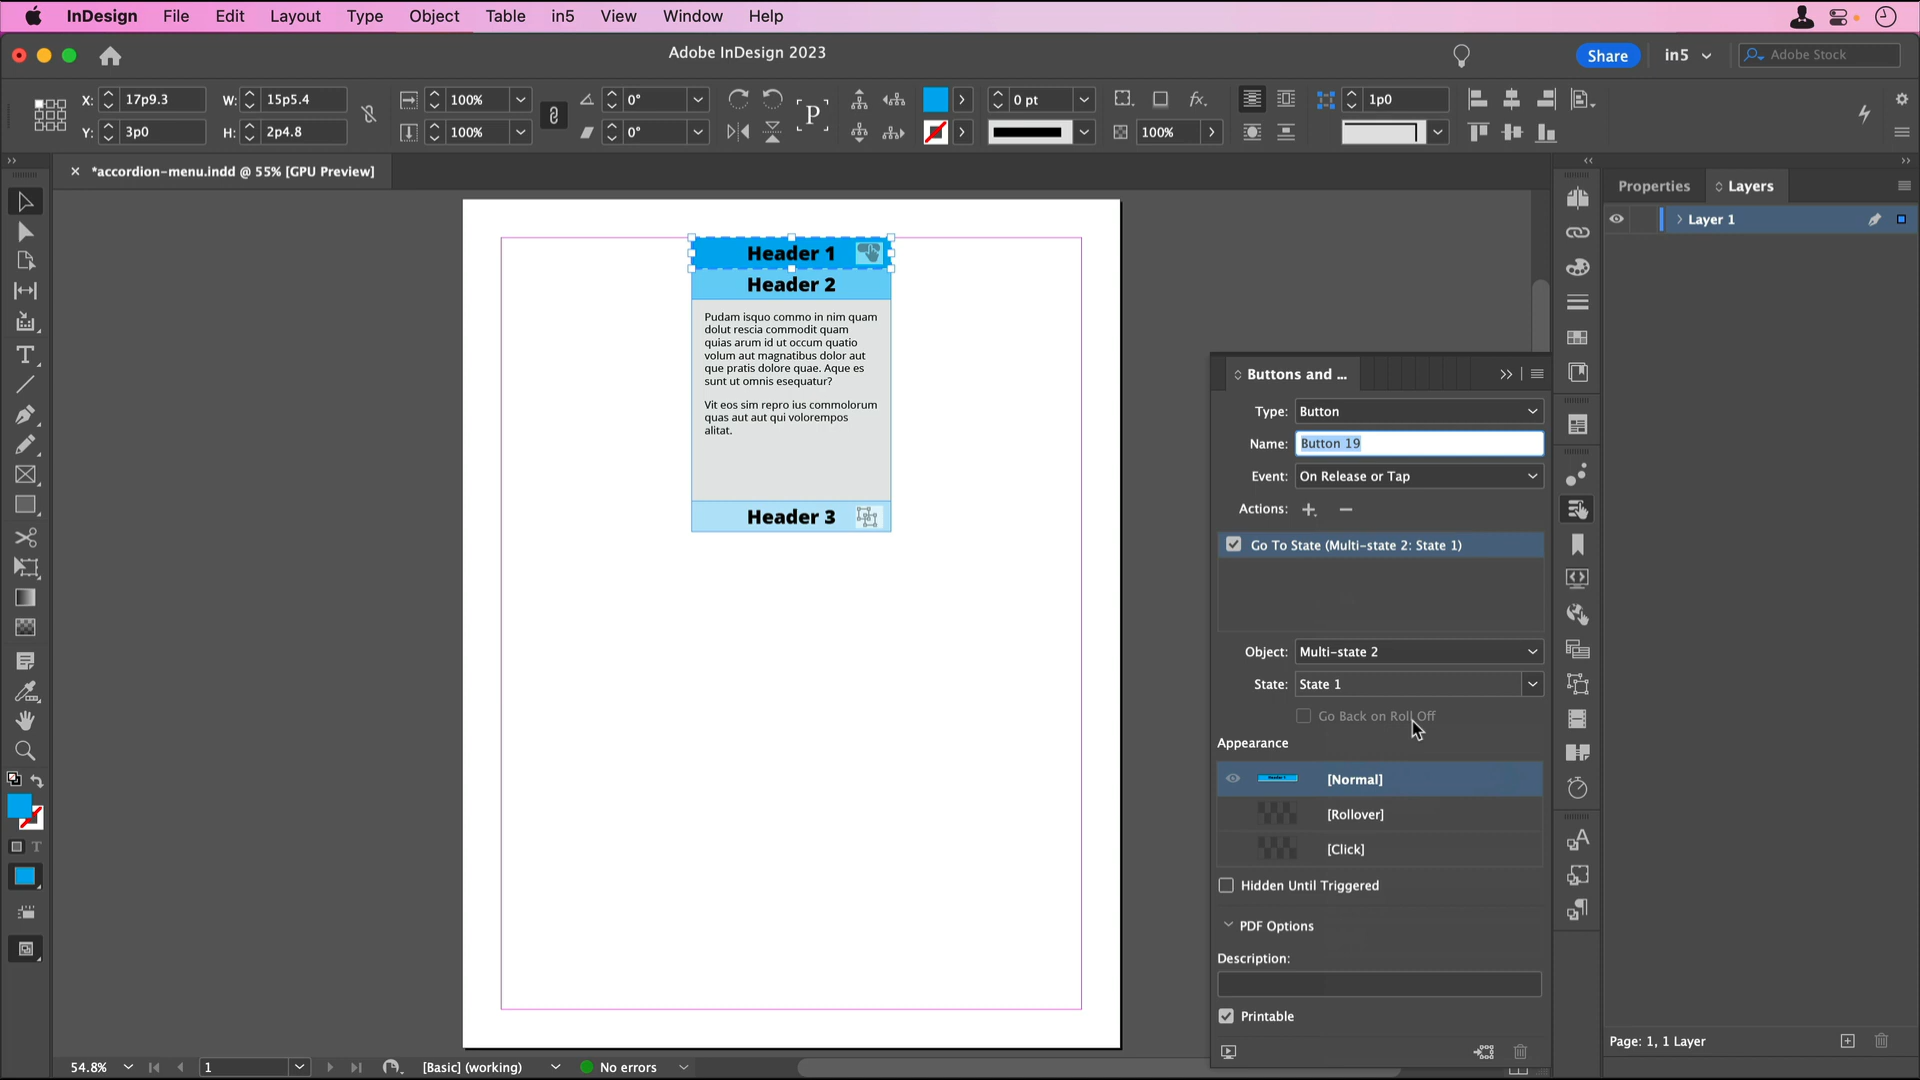 InDesign File Edit Layout Type Object Table in5 View Window Help
Adobe InDesign 2023
Share
in5
Adobe Stock
X: 17p9.3
W: 15p5.4
100%
0°
P
fx.
0 pt
1p0
Y: 3p0
H: 2p4.8
100%
0°
100%
*accordion-menu.indd @ 55% [GPU Preview]
Properties
Layers
Layer 1
Header 1
Header 2
Pudam isquo commo in nim quam
dolut rescia commodit quam
quias arum id ut occum quatio
volum aut magnatibus dolor aut
que pratis dolore quae. Aque es
sunt ut omnis esequatur?
Vit eos sim repro ius commolorum
quas aut aut qui volorempos
alitat.
Header 3
Buttons and ...
Type: Button
Name: Button 19
Event: On Release or Tap
Actions:
Go To State (Multi-state 2: State 1)
Object: Multi-state 2
State: State 1
Go Back on Roll Off
Appearance
[Normal]
[Rollover]
[Click]
Hidden Until Triggered
PDF Options
Description:
Printable
Page: 1, 1 Layer
54.8%
1
[Basic] (working)
No errors